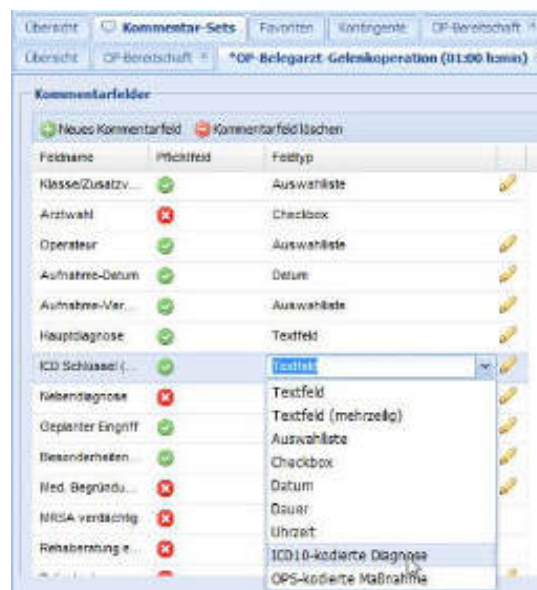 Übersicht Kommentar-Sets Favoriten Kontingente OP-Bereitschaft
Übersicht OP-Bereitschaft *OP-Belegarzt-Gelenkoperation (01:00 h:min)
Kommentarfelder
Neues Kommentarfeld Kommentarfeld löschen
Feldname Pflichtfeld Feldtyp
Klasse/Zusatzv... Auswahlliste
Arztwahl Checkbox
Operateur Auswahlliste
Aufnahme-Datum Datum
Aufnahme-Ver... Auswahlliste
Hauptdiagnose Textfeld
ICD Schlüssel (... Textfeld
Nebendiagnose Textfeld
Textfeld (mehrzeilig)
Geplanter Eingriff Auswahlliste
Besonderheiten... Checkbox
Med. Begründu... Datum
Dauer
MRSA verdächtig Uhrzeit
Rehaberatung e... ICD10-kodierte Diagnose
OPS-kodierte Maßnahme